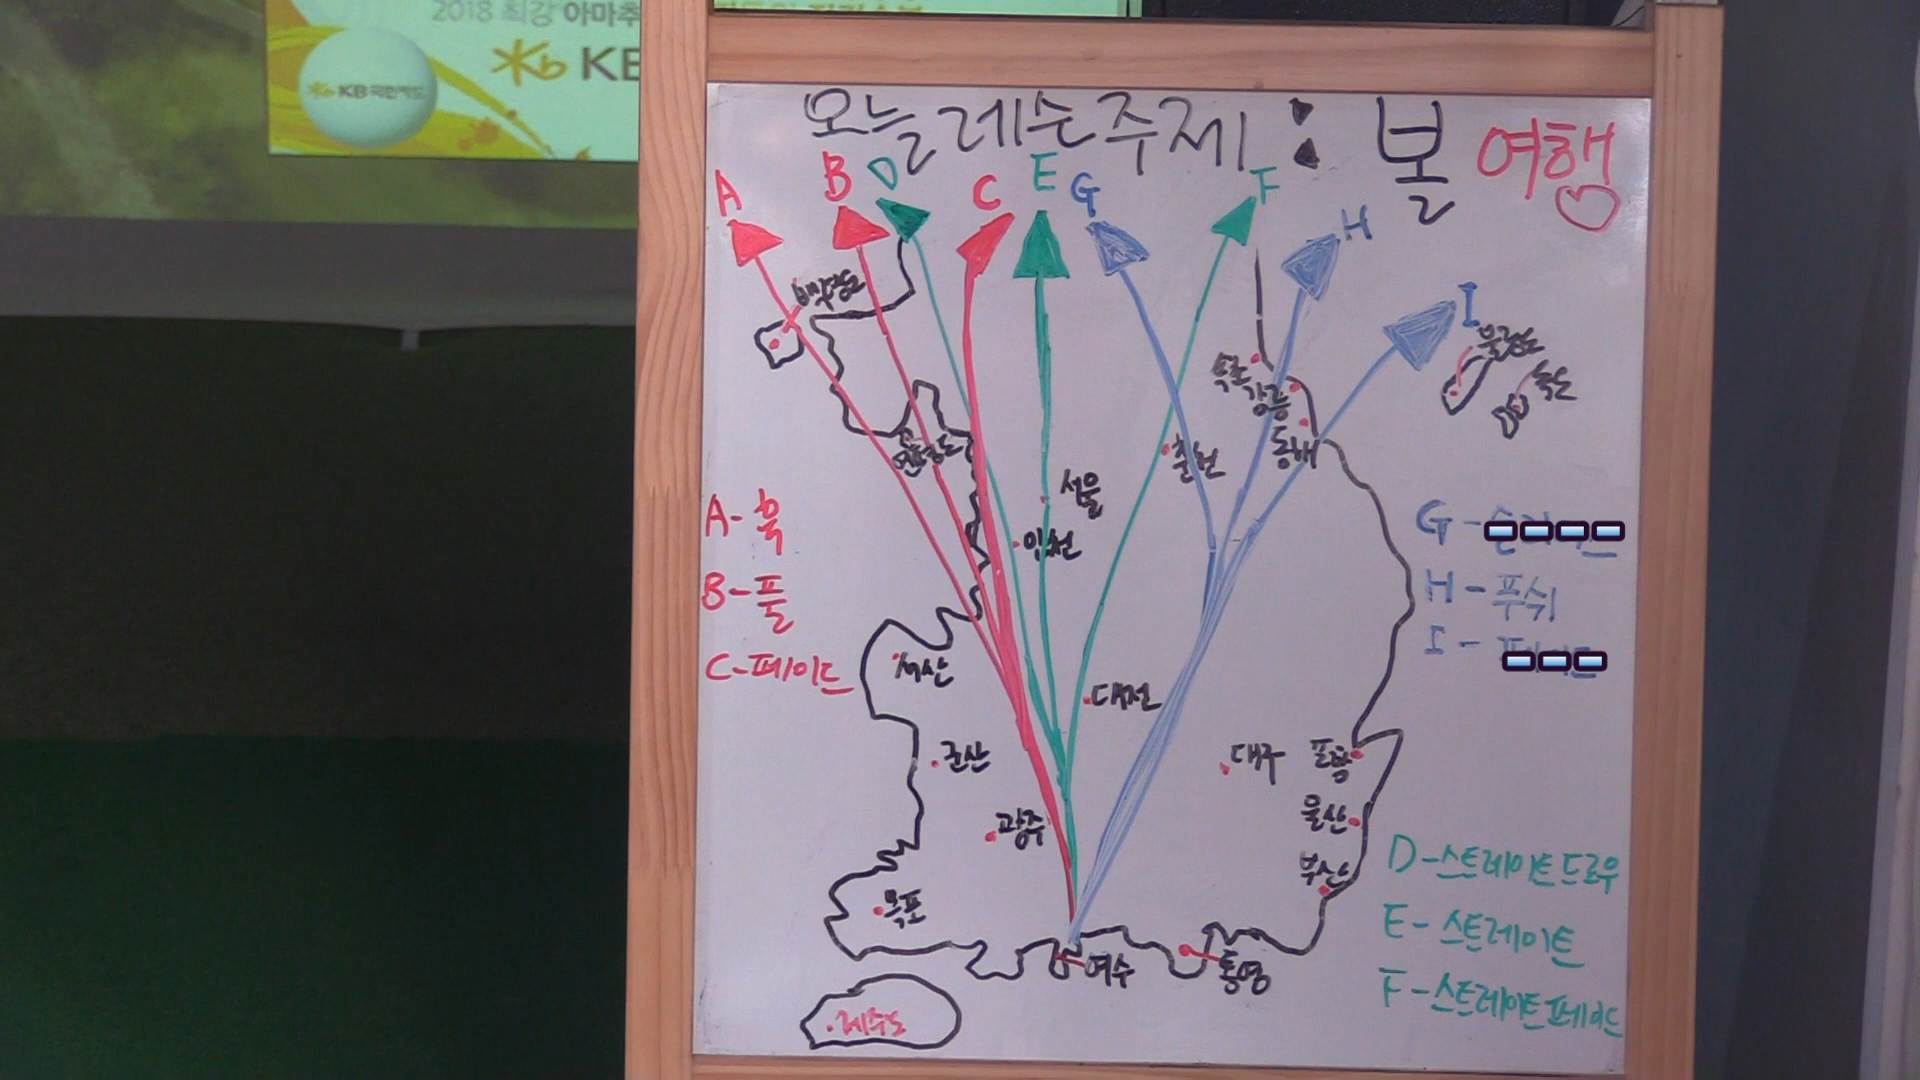 2018 최강 아마추
KB
KB국민카드
오늘 레슨 주제 : 볼 여행
A
B
D
C
E
G
F
H
I
백령도
울릉도
독도
속초
강릉
동해
춘천
연평도
서울
인천
A-훅
B-풀
C-페이드
G-
H-푸쉬
I-
서산
대전
군산
대구
포항
광주
울산
부산
목포
D-스트레이트 드로우
E-스트레이트
F-스트레이트 페이드
여수
통영
제주도